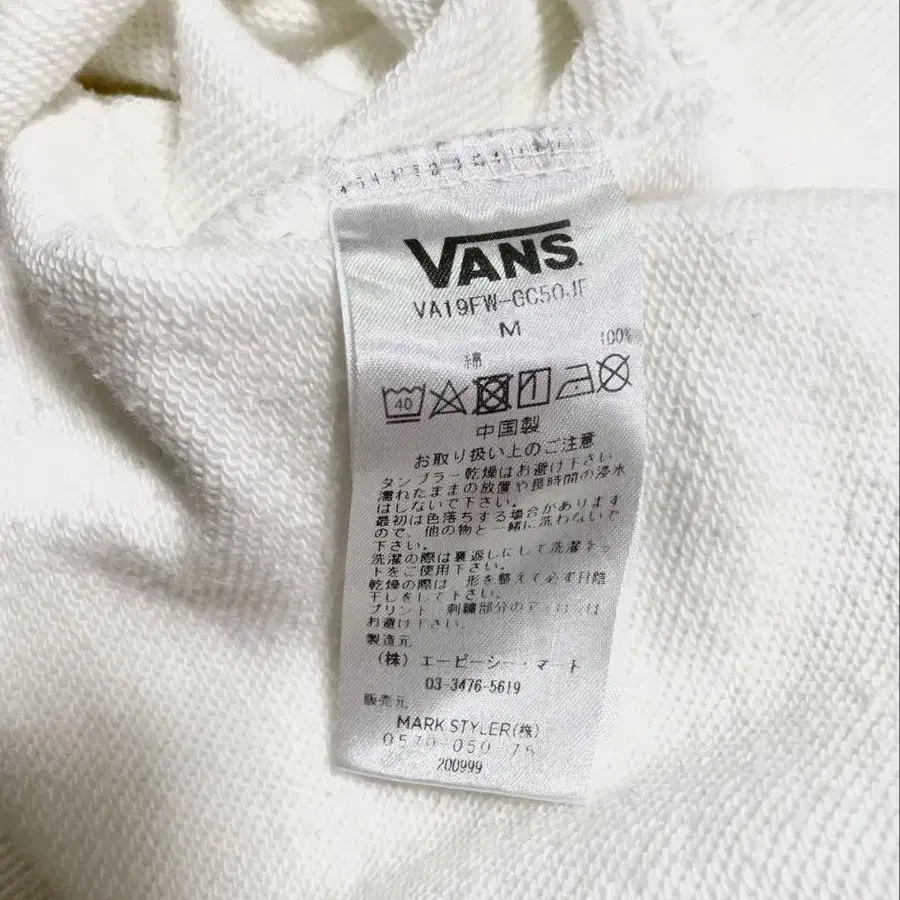 VANS
VA19FW-GC50JF
M
綿 100%
40
中国製
お取り扱い上のご注意
タンブラー乾燥はお避け下さい
濡れたままの放置や長時間の浸水
はしないで下さい。
最初は色落ちする場合があります
ので、他の物と一緒に洗わないで
下さい。
洗濯の際は裏返しにして洗濯ネッ
トをご使用下さい。
乾燥の際は 形を整えて必ず日陰
干しをして下さい。
プリント 刺繍部分の
お避け下さい。
製造元
(株) エービーシー・マート
03-3476-5619
販売元
MARK STYLER(株)
0570-050 75
200999